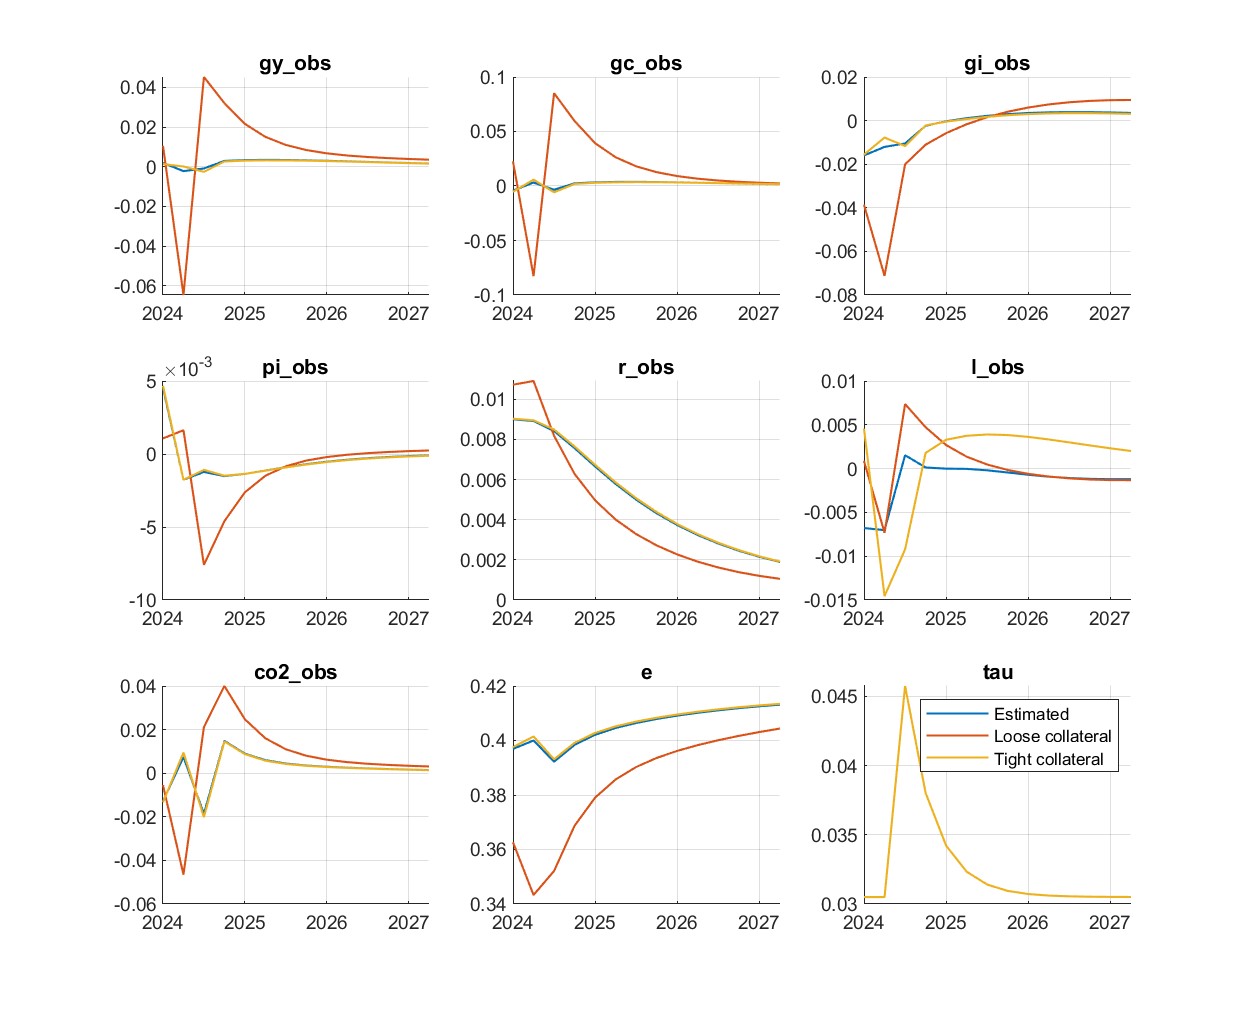 gy_obs gc_obs gi_obs
0.04 0.02 0 -0.02 -0.04 -0.06
2024 2025 2026 2027
0.1 0.05 0 -0.05 -0.1
2024 2025 2026 2027
0.02 0 -0.02 -0.04 -0.06 -0.08
2024 2025 2026 2027
pi_obs r_obs l_obs
×10-3
5 0 -5 -10
2024 2025 2026 2027
0.01 0.008 0.006 0.004 0.002 0
2024 2025 2026 2027
0.01 0.005 0 -0.005 -0.01 -0.015
2024 2025 2026 2027
co2_obs e tau
0.04 0.02 0 -0.02 -0.04 -0.06
2024 2025 2026 2027
0.42 0.4 0.38 0.36 0.34
2024 2025 2026 2027
0.045 0.04 0.035 0.03
2024 2025 2026 2027
Estimated
Loose collateral
Tight collateral